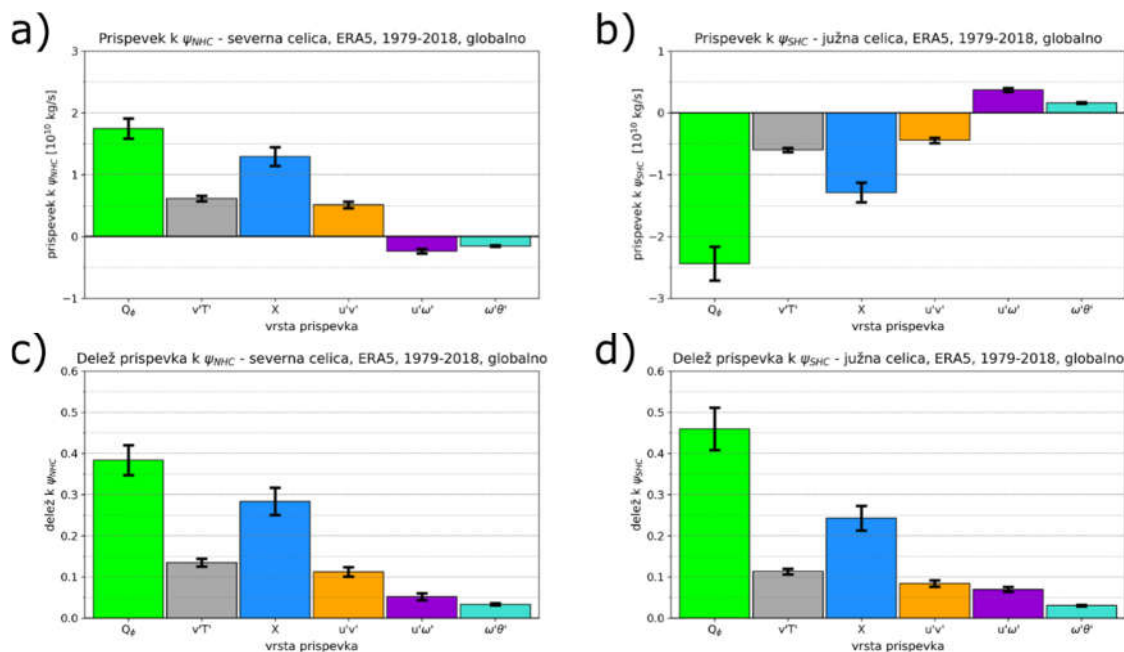 a)
Prispevek k ψNHC - severna celica, ERA5, 1979-2018, globalno
prispevek k ψNHC [10¹⁰ kg/s]
3
2
1
0
−1
Qϕ v'T' X u'v' u'ω' ω'θ'
vrsta prispevka
b)
Prispevek k ψSHC - južna celica, ERA5, 1979-2018, globalno
prispevek k ψSHC [10¹⁰ kg/s]
1
0
−1
−2
−3
Qϕ v'T' X u'v' u'ω' ω'θ'
vrsta prispevka
c)
Delež prispevka k ψNHC - severna celica, ERA5, 1979-2018, globalno
delež k ψNHC
0.6
0.5
0.4
0.3
0.2
0.1
0.0
Qϕ v'T' X u'v' u'ω' ω'θ'
vrsta prispevka
d)
Delež prispevka k ψSHC - južna celica, ERA5, 1979-2018, globalno
delež k ψSHC
0.6
0.5
0.4
0.3
0.2
0.1
0.0
Qϕ v'T' X u'v' u'ω' ω'θ'
vrsta prispevka